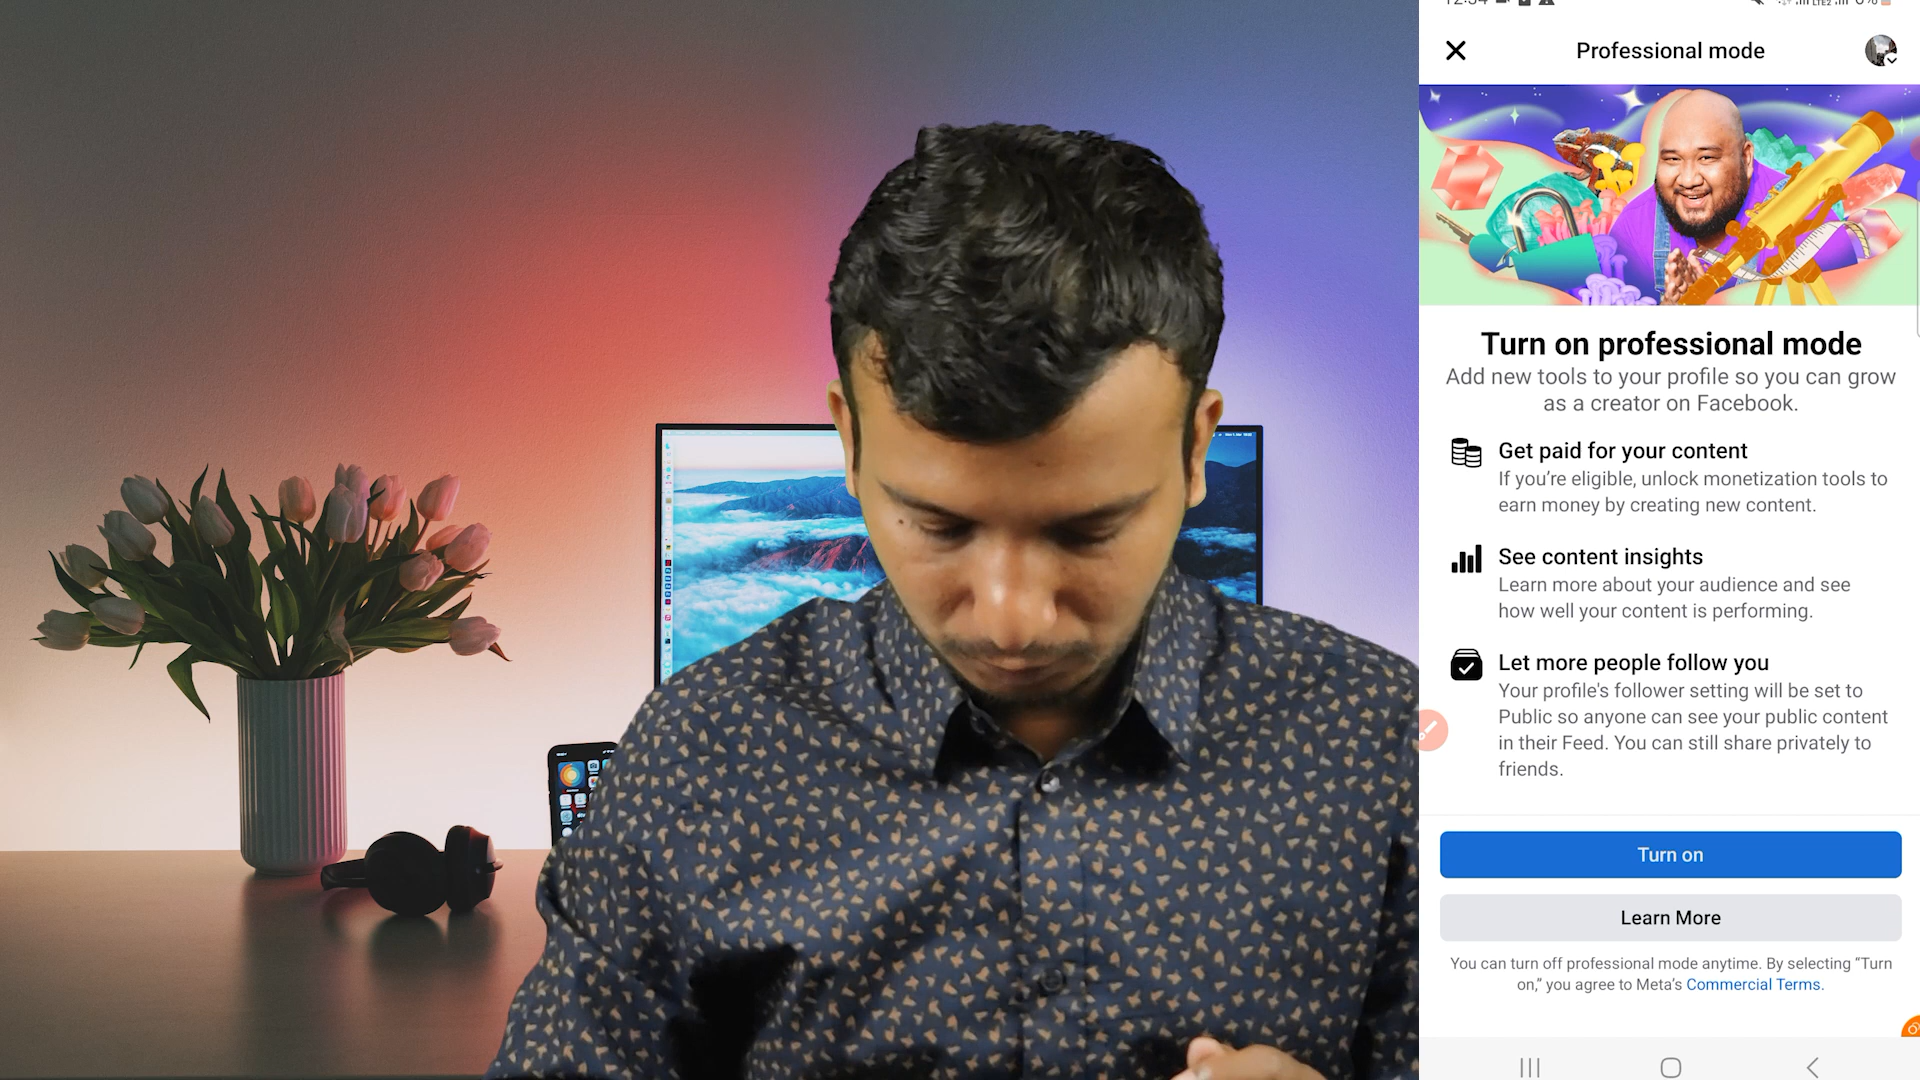 Professional mode
Turn on professional mode
Add new tools to your profile so you can grow
as a creator on Facebook.
Get paid for your content
If you’re eligible, unlock monetization tools to
earn money by creating new content.
See content insights
Learn more about your audience and see
how well your content is performing.
Let more people follow you
Your profile's follower setting will be set to
Public so anyone can see your public content
in their Feed. You can still share privately to
friends.
Turn on
Learn More
You can turn off professional mode anytime. By selecting “Turn
on,” you agree to Meta’s Commercial Terms.